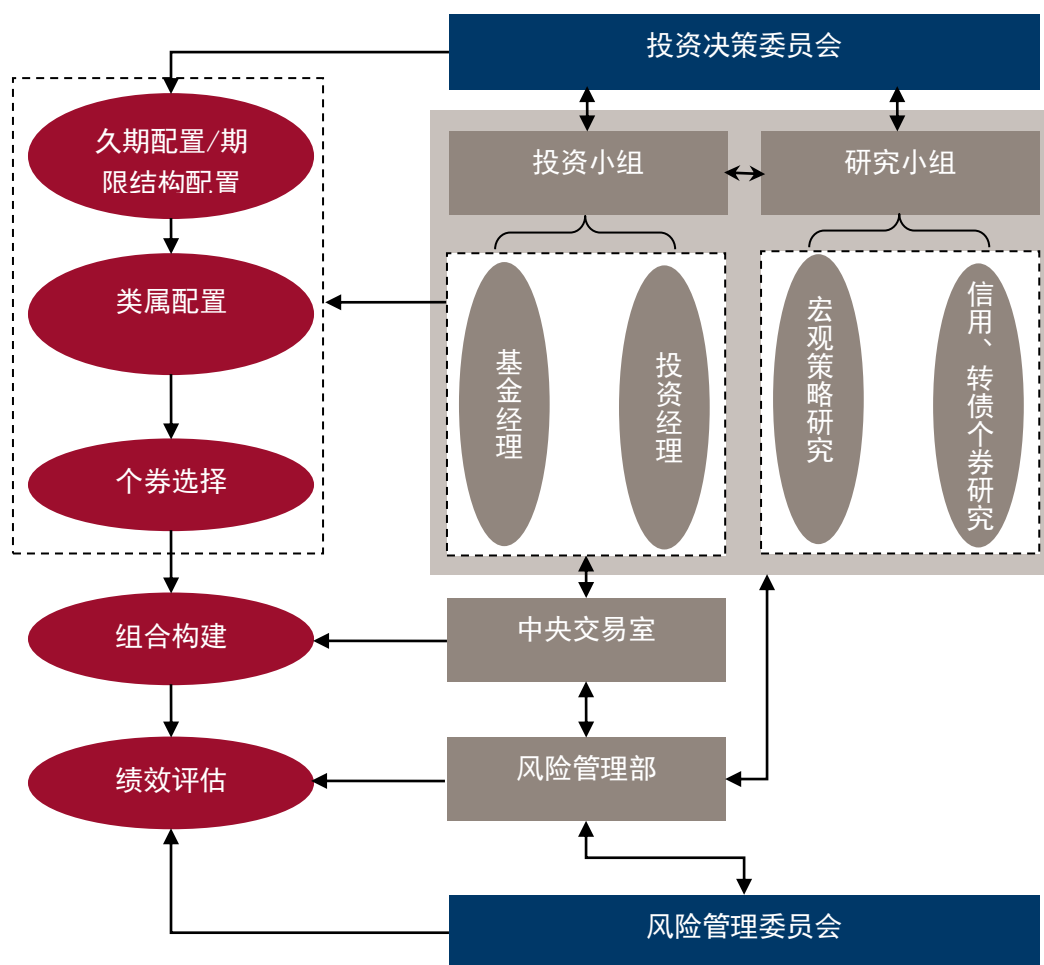 投资决策委员会
久期配置/期
限结构配置
投资小组
研究小组
类属配置
基金经理
投资经理
宏观策略研究
信用、转债个券研究
个券选择
组合构建
中央交易室
绩效评估
风险管理部
风险管理委员会